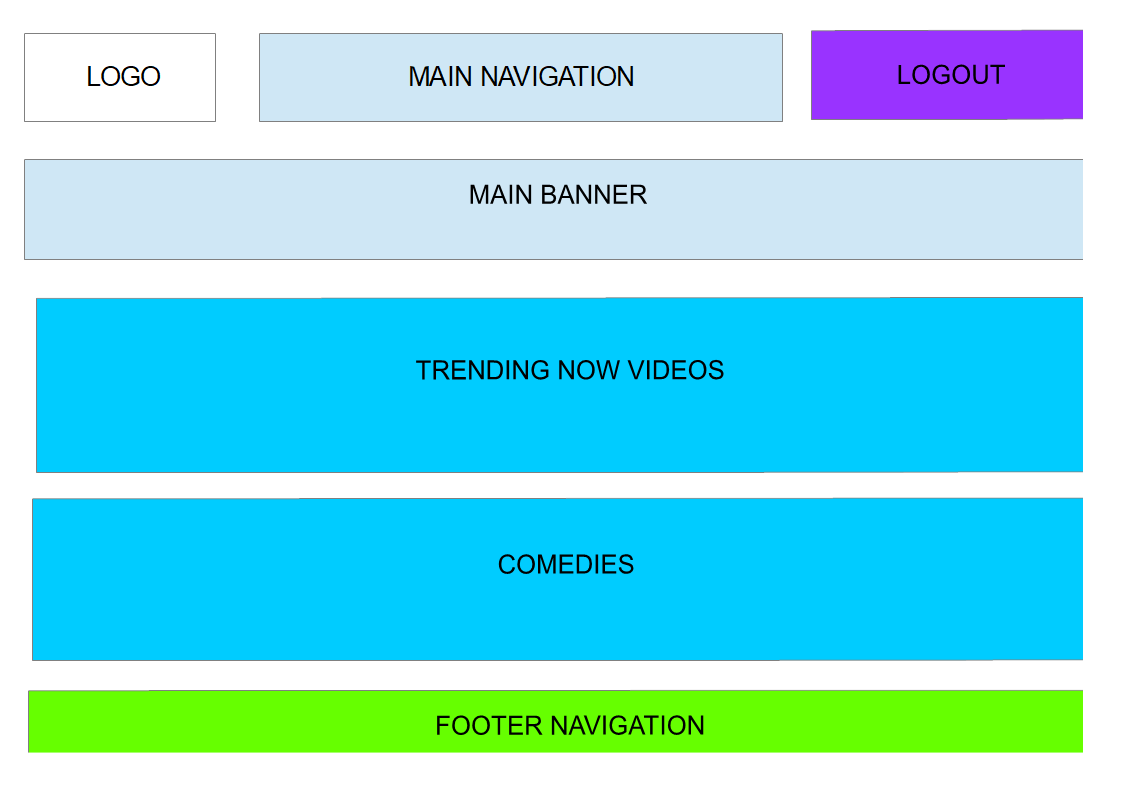 LOGO
MAIN NAVIGATION
LOGOUT
MAIN BANNER
TRENDING NOW VIDEOS
COMEDIES
FOOTER NAVIGATION